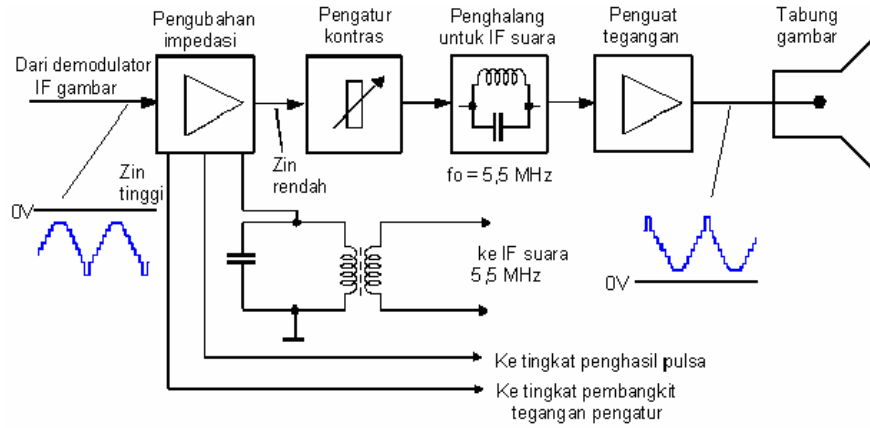 Pengubahan
impedasi
Pengatur
kontras
Penghalang
untuk IF suara
Penguat
tegangan
Tabung
gambar
Dari demodulator
IF gambar
Zin
tinggi
Zin
rendah
fo = 5,5 MHz
0V
ke IF suara
5,5 MHz
0V
Ke tingkat penghasil pulsa
Ke tingkat pembangkit
tegangan pengatur